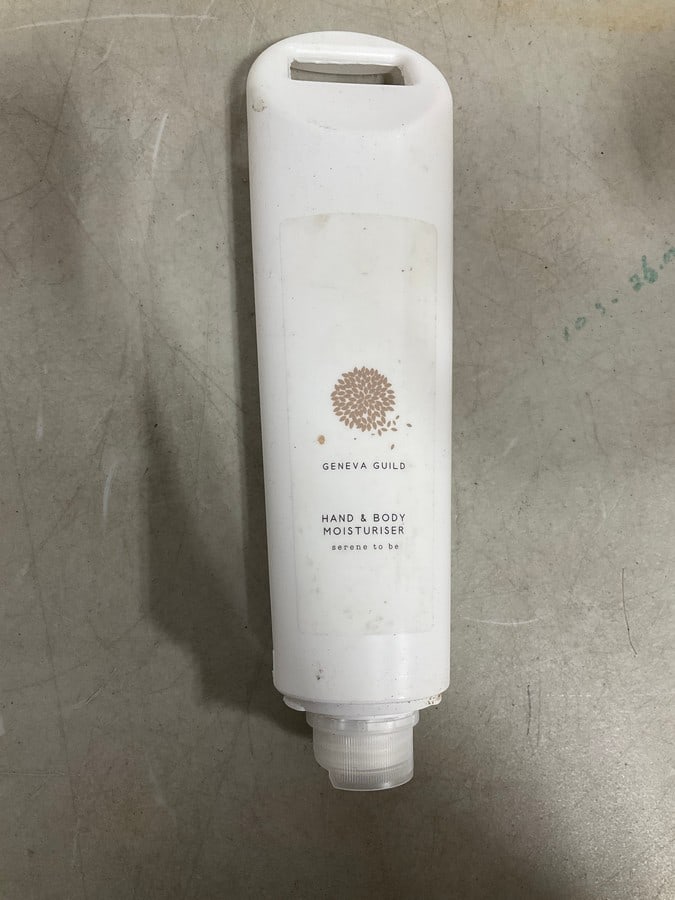 GENEVA GUILD
HAND & BODY
MOISTURISER
serene to be